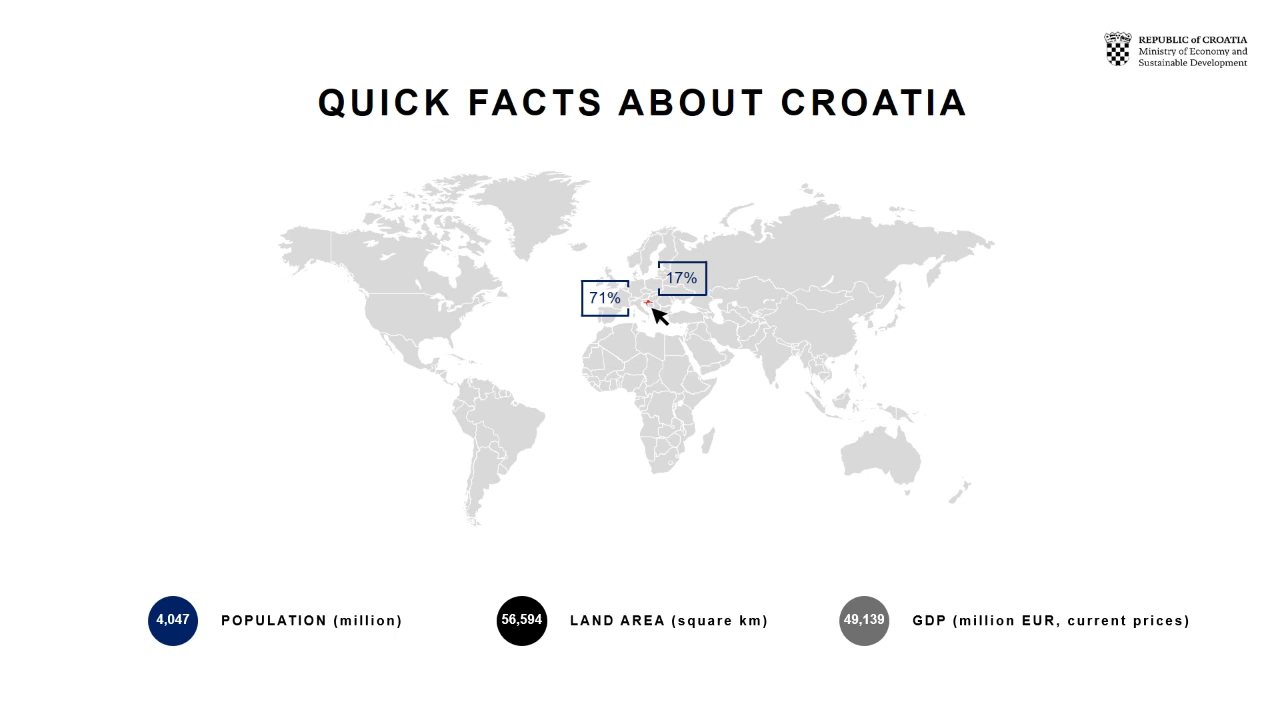 REPUBLIC of CROATIA
Ministry of Economy and
Sustainable Development
QUICK FACTS ABOUT CROATIA
17%
71%
4,047 POPULATION (million)
56,594 LAND AREA (square km)
49,139 GDP (million EUR, current prices)